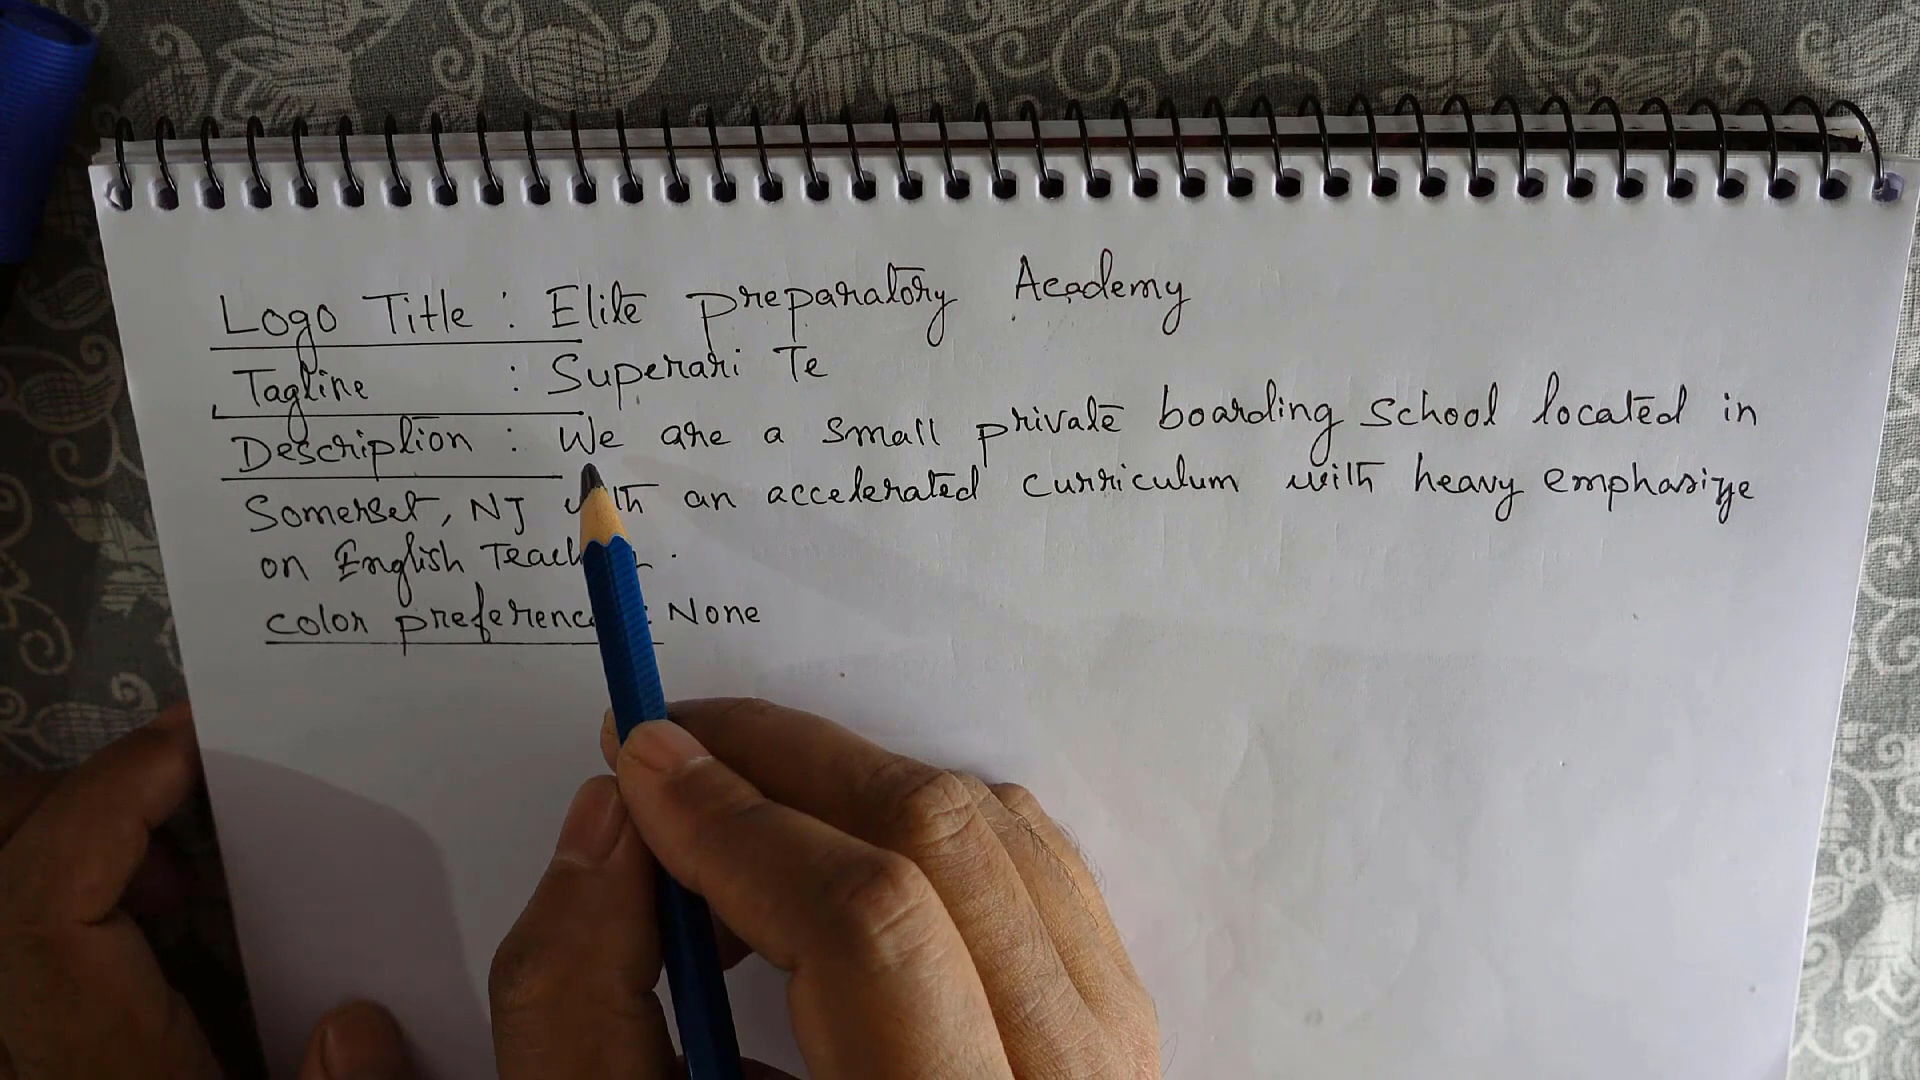 Logo Title : Elite preparatory Academy
Tagline : Superari Te
Description : We are a small private boarding School located in
Somerset, NJ with an accelerated curriculum with heavy emphasize
on English
color preference : None